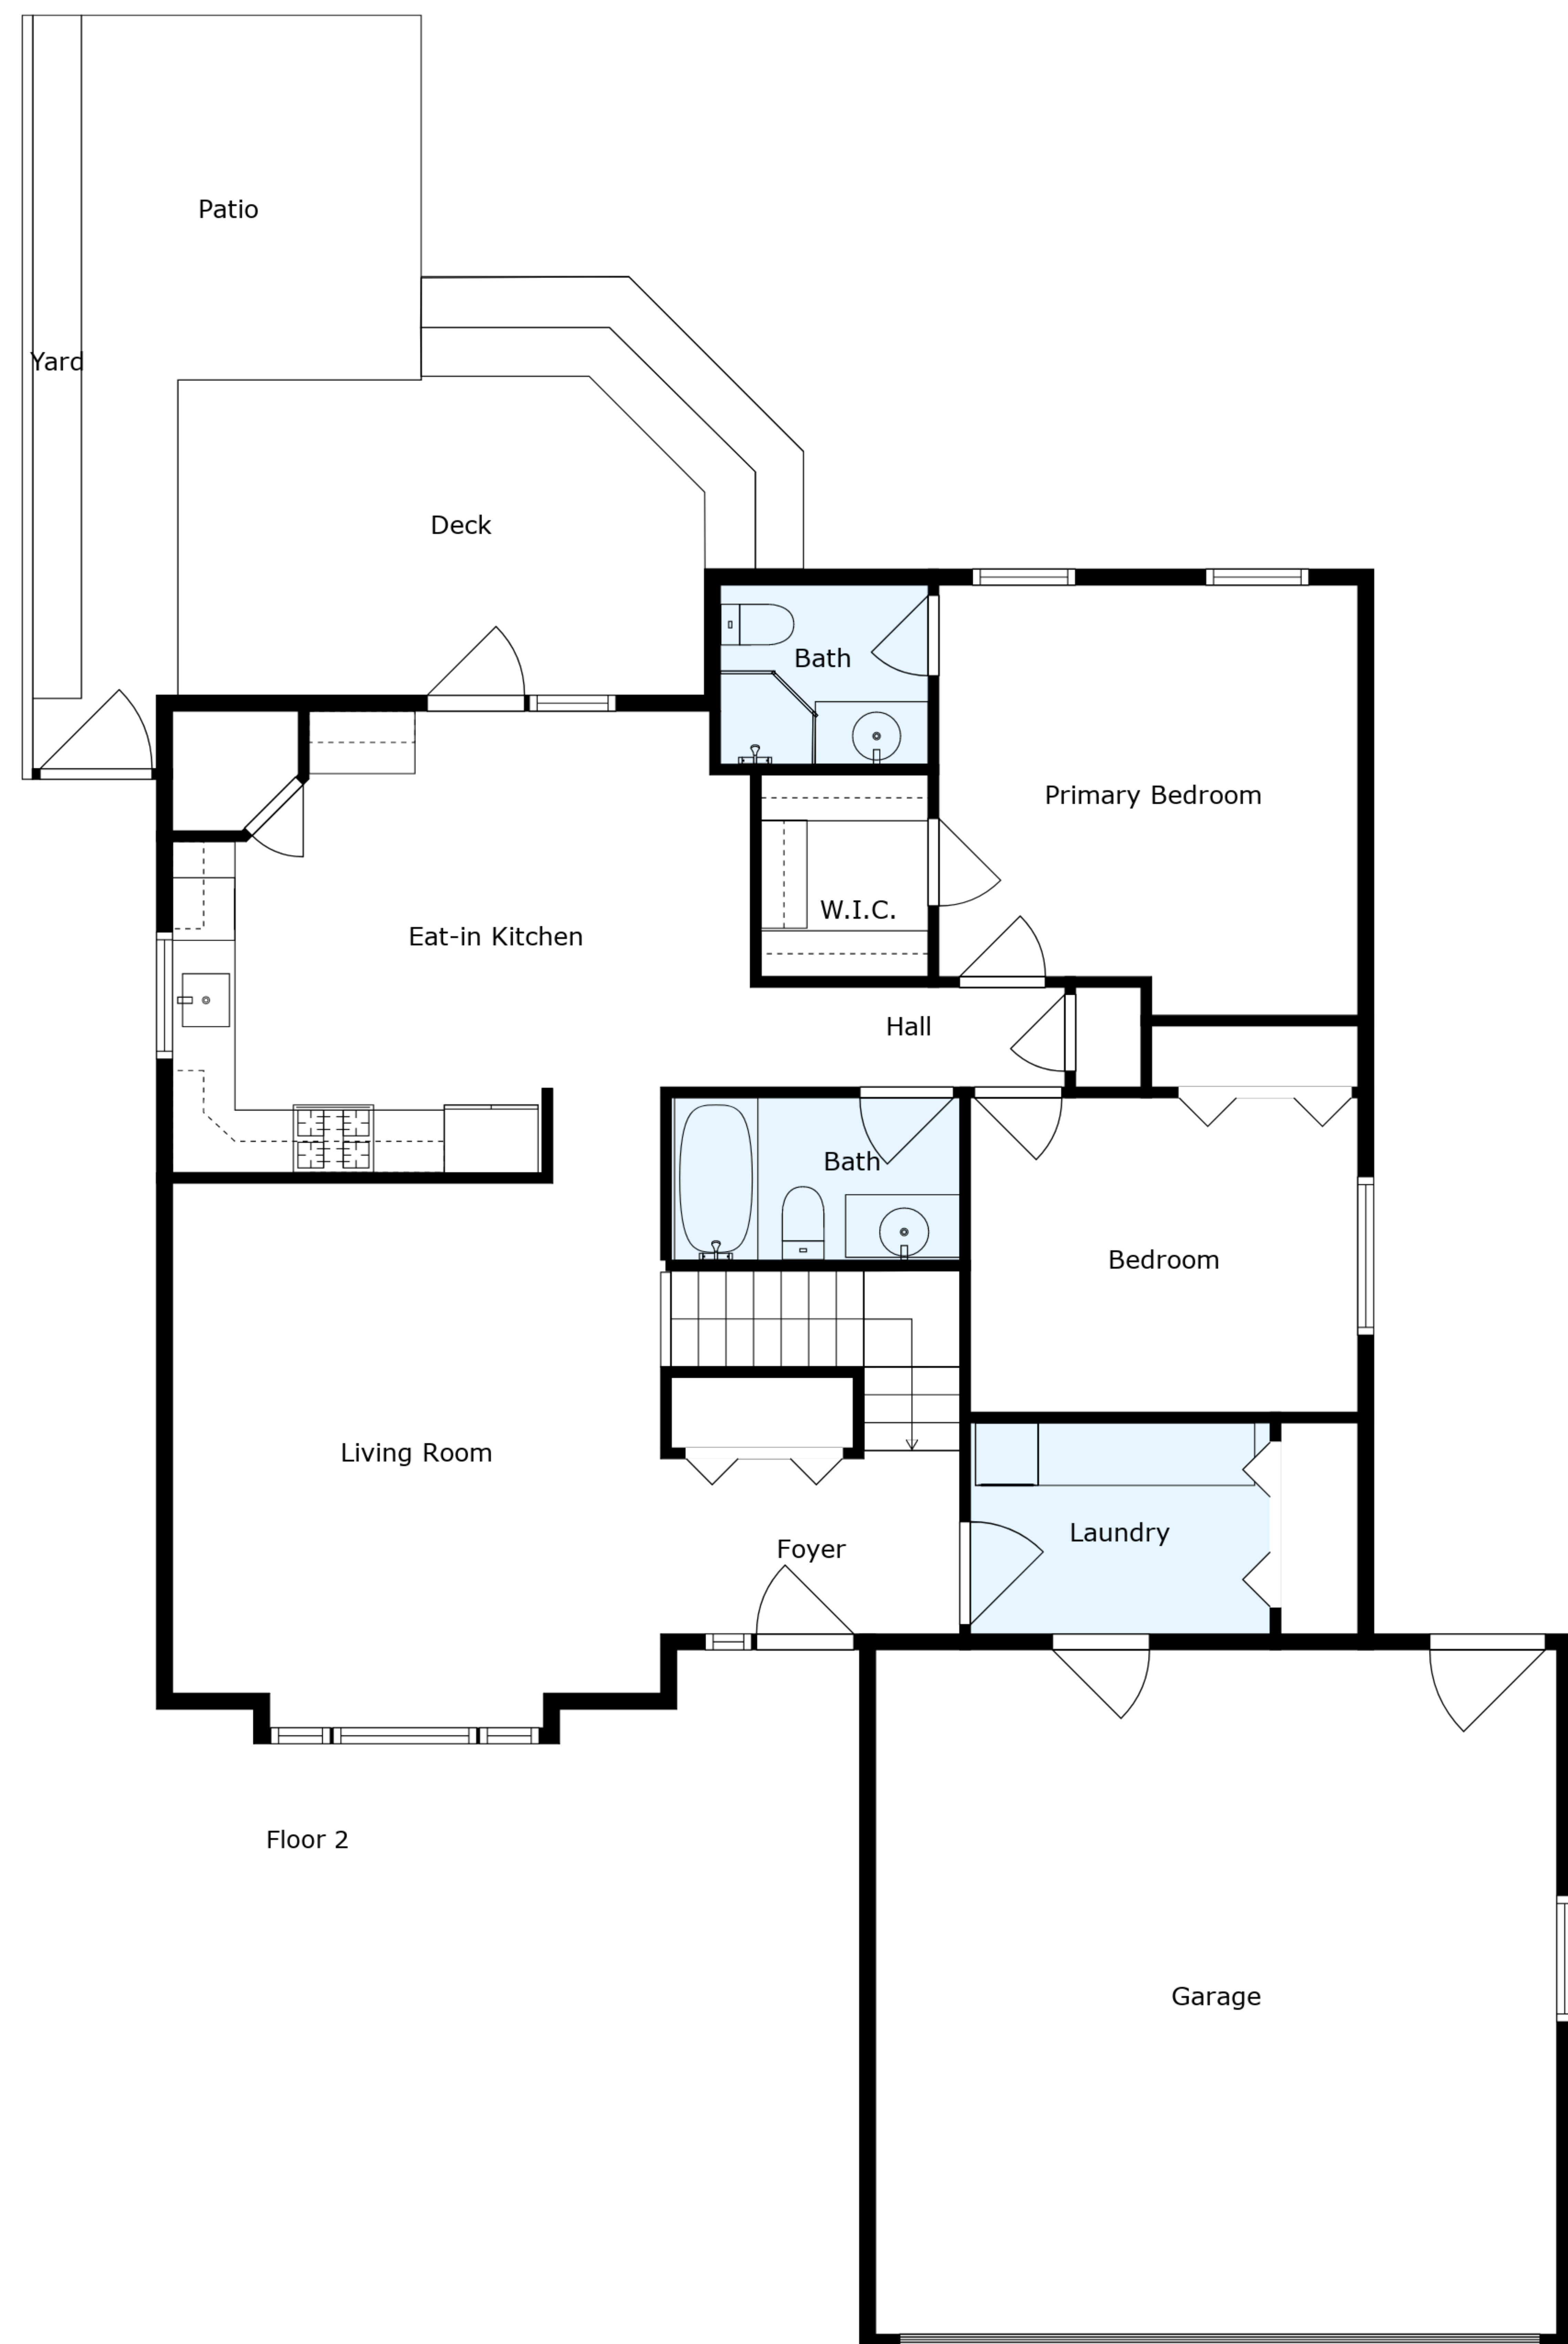 Patio
Yard
Deck
Bath
Primary Bedroom
W.I.C.
Eat-in Kitchen
Hall
Bath
Bedroom
Living Room
Laundry
Foyer
Floor 2
Garage